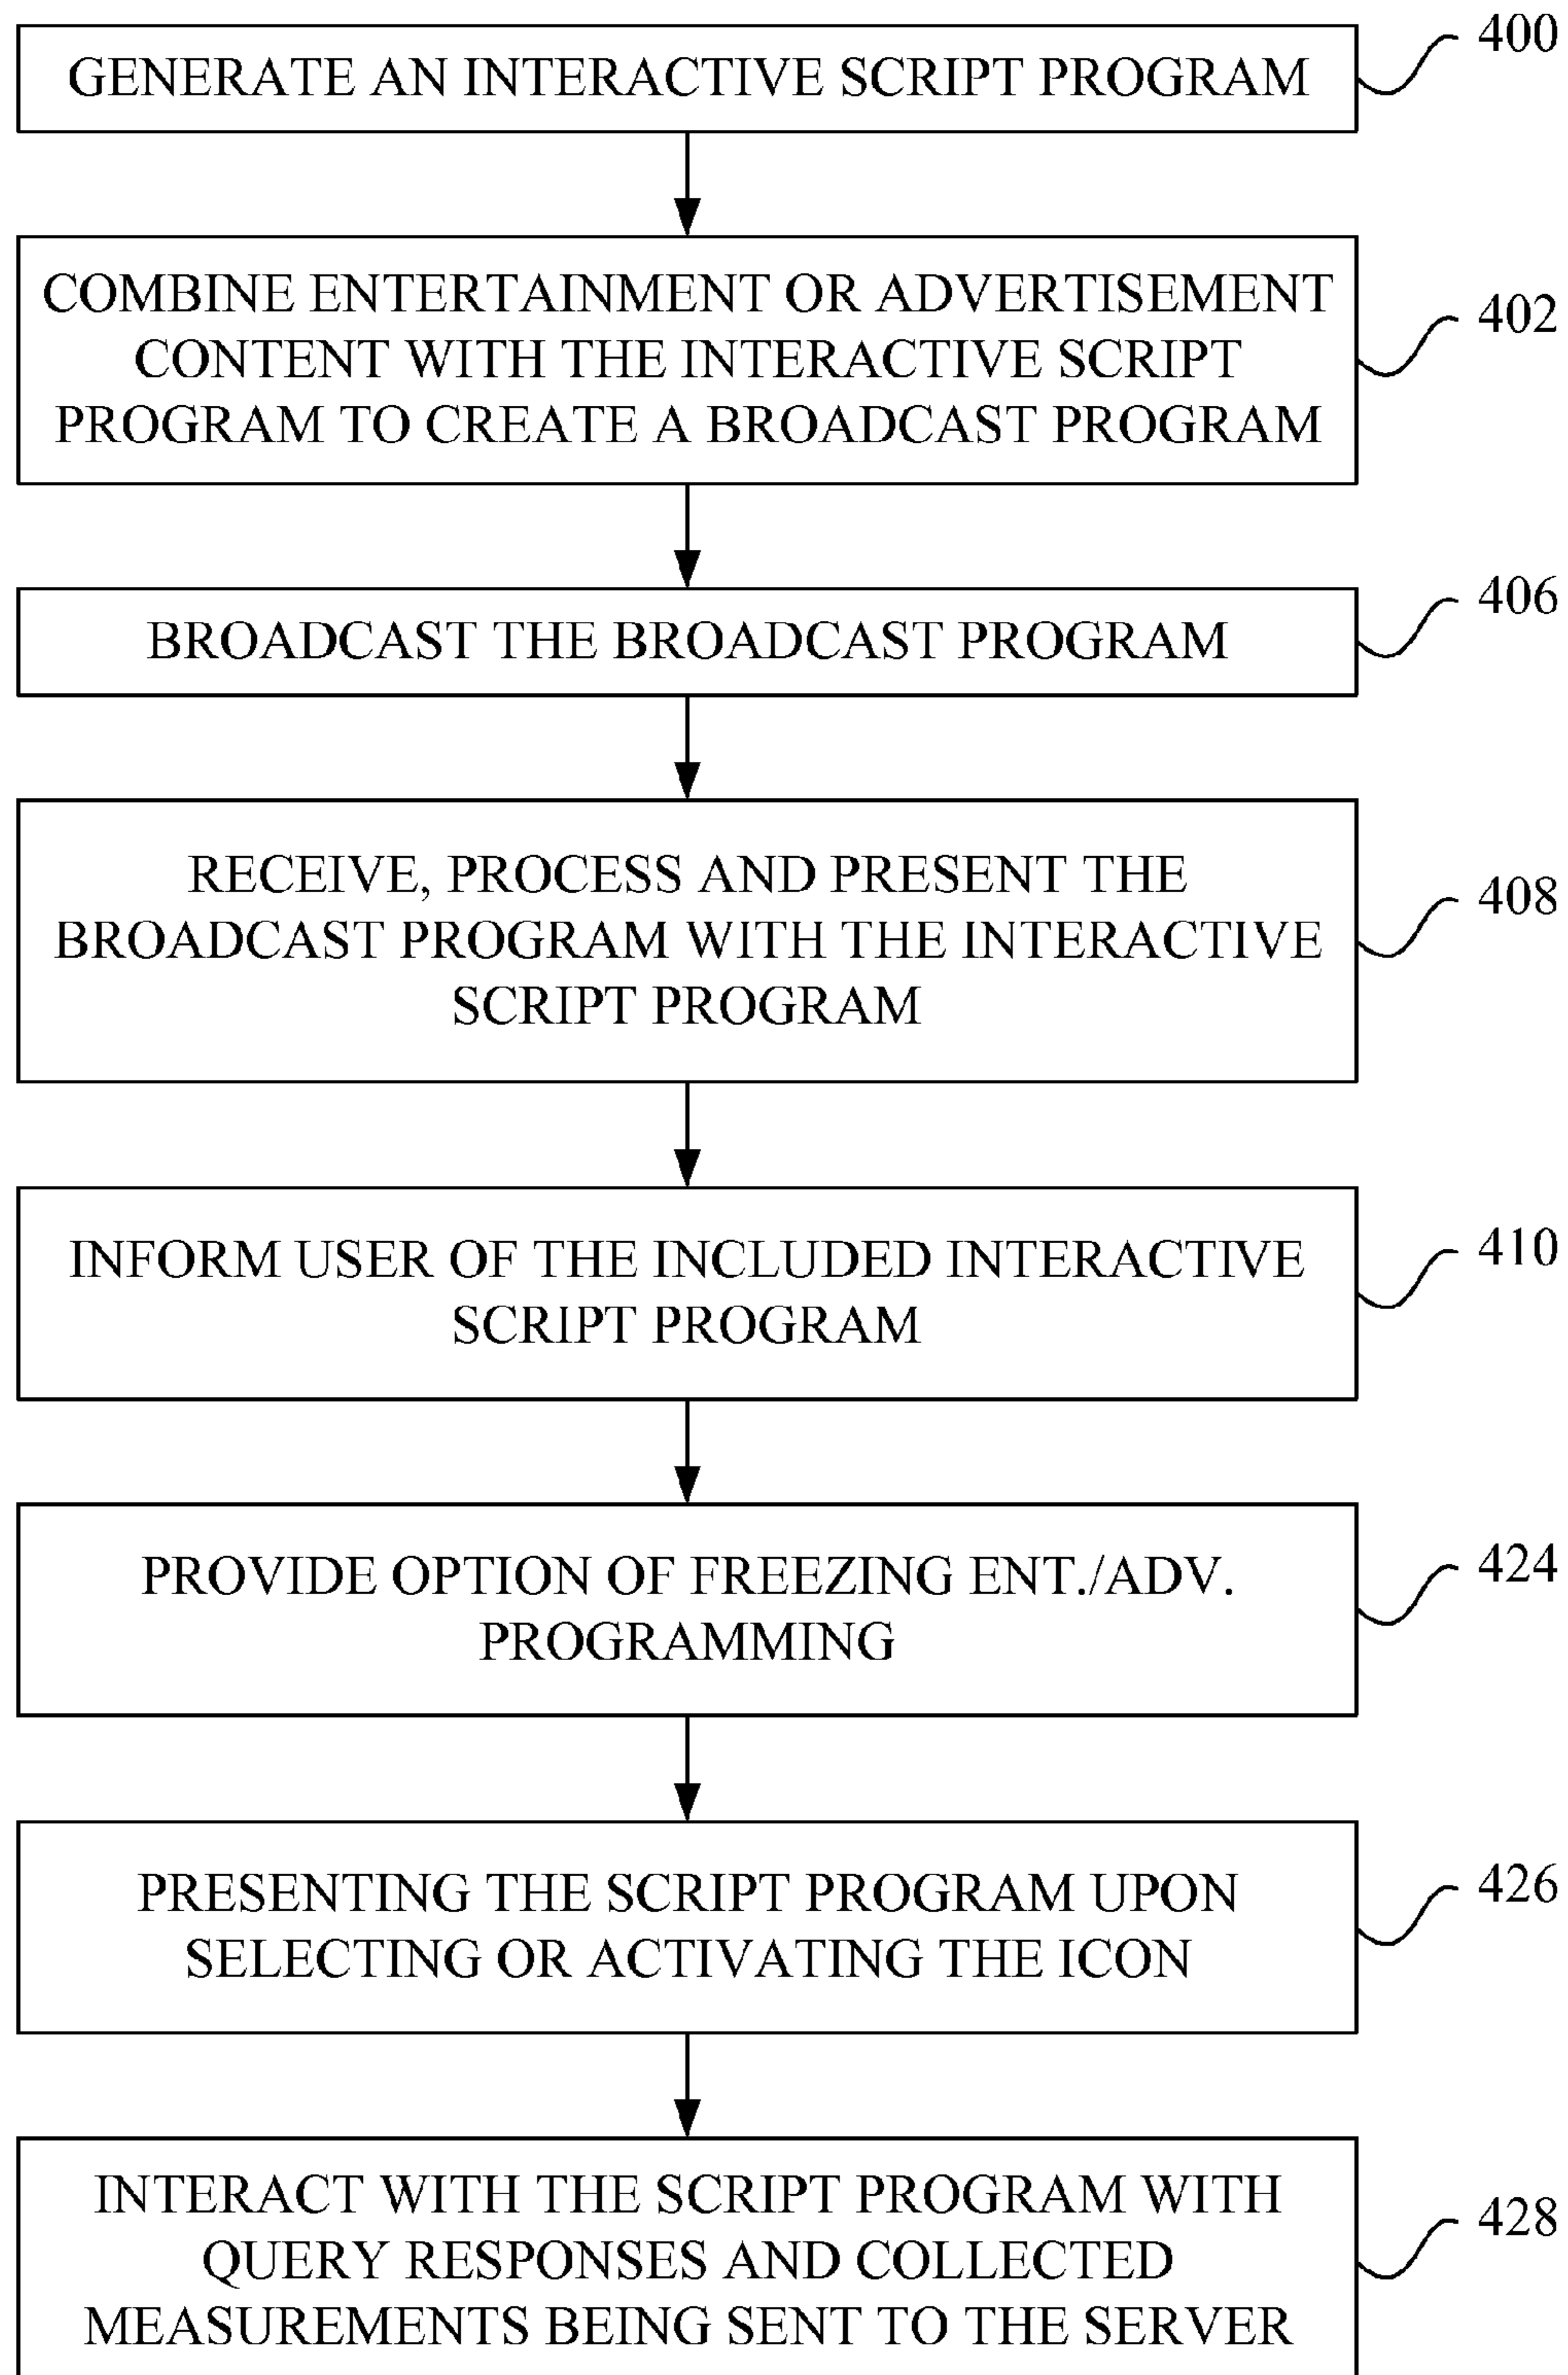 GENERATE AN INTERACTIVE SCRIPT PROGRAM
400
COMBINE ENTERTAINMENT OR ADVERTISEMENT
CONTENT WITH THE INTERACTIVE SCRIPT
PROGRAM TO CREATE A BROADCAST PROGRAM
402
BROADCAST THE BROADCAST PROGRAM
406
RECEIVE, PROCESS AND PRESENT THE
BROADCAST PROGRAM WITH THE INTERACTIVE
SCRIPT PROGRAM
408
INFORM USER OF THE INCLUDED INTERACTIVE
SCRIPT PROGRAM
410
PROVIDE OPTION OF FREEZING ENT./ADV.
PROGRAMMING
424
PRESENTING THE SCRIPT PROGRAM UPON
SELECTING OR ACTIVATING THE ICON
426
INTERACT WITH THE SCRIPT PROGRAM WITH
QUERY RESPONSES AND COLLECTED
MEASUREMENTS BEING SENT TO THE SERVER
428